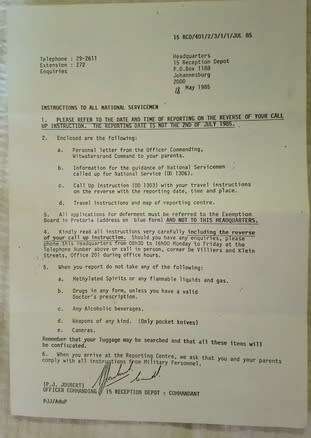 15 RCD/401/2/3/1/1/JUL 85
Telephone : 29-2611
Extension : 272
Enquiries
Headquarters
15 Reception Depot
P.O.Box 1188
Johannesburg
2000
18 May 1985
INSTRUCTIONS TO ALL NATIONAL SERVICEMEN
1. PLEASE REFER TO THE DATE AND TIME OF REPORTING ON THE REVERSE OF YOUR CALL
UP INSTRUCTION. THE REPORTING DATE IS NOT THE 2ND OF JULY 1985.
2. Enclosed are the following:
a. Personal letter from the Officer Commanding,
Witwatersrand Command to your parents.
b. Information for the guidance of National Servicemen
called up for National Service (DD 1306).
c. Call Up Instruction (DD 1303) with your travel instructions
on the reverse with the reporting date, time and place.
d. Travel instructions and map of reporting centre.
3. All applications for deferment must be referred to the Exemption
Board in Pretoria (address on blue form) AND NOT TO THIS HEADQUARTERS.
4. Kindly read all instructions very carefully including the reverse
of your call up instruction. Should you have any enquiries, please
phone this Headquarters from 08h00 to 16h00 Monday to Friday at the
Telephone Number above or call in person, corner De Villiers and Klein
Streets, Office 201 during office hours.
5. When you report do not take any of the following:
a. Methylated Spirits or any flammable liquids and gas.
b. Drugs in any form, unless you have a valid
Doctor's prescription.
c. Any Alcoholic beverages.
d. Weapons of any kind. (Only pocket knives)
e. Cameras.
Remember that your luggage may be searched and that all these items will
be confiscated.
6. When you arrive at the Reporting Centre, we ask that you and your parents
comply with all instructions from Military Personnel.
(P.J. JOUBERT)
OFFICER COMMANDING 15 RECEPTION DEPOT : COMMANDANT
PJJ/AduP